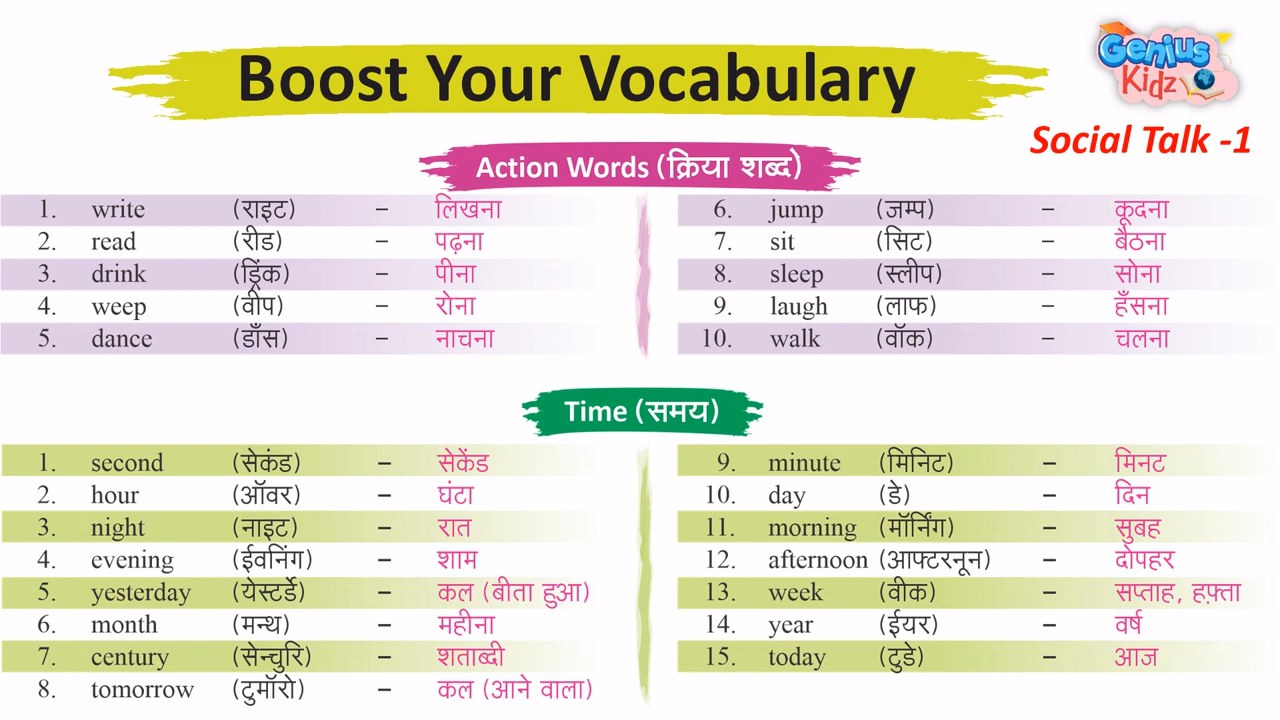 Boost Your Vocabulary
Genius
Kidz
Social Talk -1
Action Words (क्रिया शब्द)
1. write (राइट) – लिखना
2. read (रीड) – पढ़ना
3. drink (ड्रिंक) – पीना
4. weep (वीप) – रोना
5. dance (डाँस) – नाचना
6. jump (जम्प) – कूदना
7. sit (सिट) – बैठना
8. sleep (स्लीप) – सोना
9. laugh (लाफ) – हँसना
10. walk (वॉक) – चलना
Time (समय)
1. second (सेकंड) – सेकेंड
2. hour (ऑवर) – घंटा
3. night (नाइट) – रात
4. evening (ईवनिंग) – शाम
5. yesterday (येस्टर्डे) – कल (बीता हुआ)
6. month (मन्थ) – महीना
7. century (सेन्चुरि) – शताब्दी
8. tomorrow (टुमॉरो) – कल (आने वाला)
9. minute (मिनिट) – मिनट
10. day (डे) – दिन
11. morning (मॉर्निंग) – सुबह
12. afternoon (आफ्टरनून) – दोपहर
13. week (वीक) – सप्ताह, हफ़्ता
14. year (ईयर) – वर्ष
15. today (टुडे) – आज